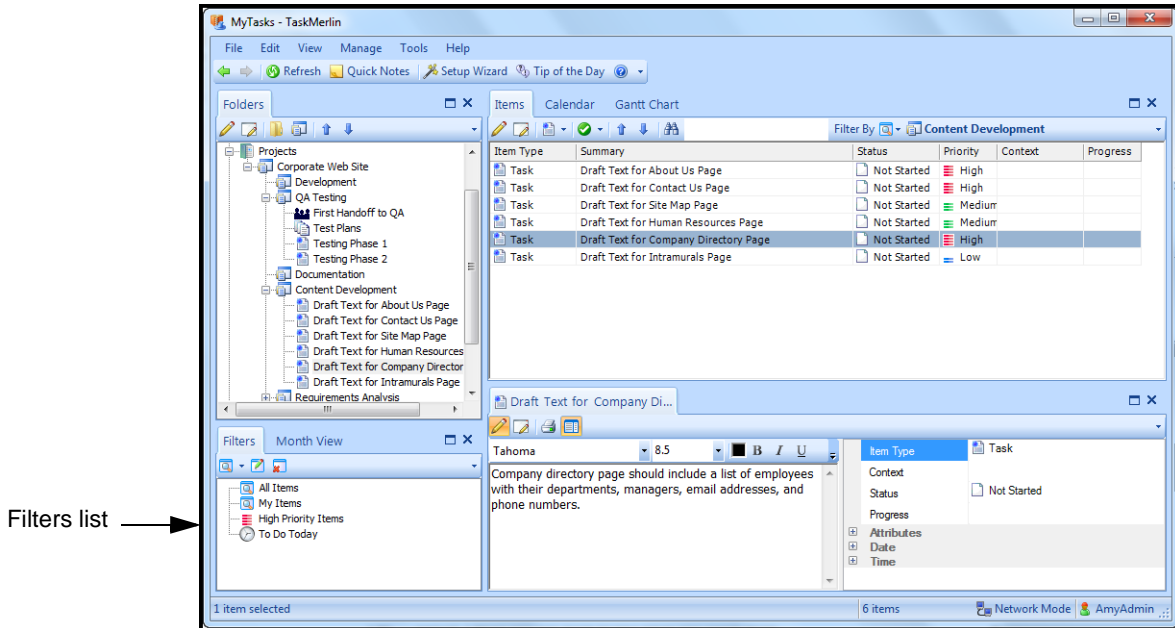 MyTasks - TaskMerlin
File Edit View Manage Tools Help
Refresh Quick Notes Setup Wizard Tip of the Day
Folders
Projects
Corporate Web Site
Development
QA Testing
First Handoff to QA
Test Plans
Testing Phase 1
Testing Phase 2
Documentation
Content Development
Draft Text for About Us Page
Draft Text for Contact Us Page
Draft Text for Site Map Page
Draft Text for Human Resources
Draft Text for Company Director
Draft Text for Intramurals Page
Requirements Analysis
Filters Month View
All Items
My Items
High Priority Items
To Do Today
Filters list
Items Calendar Gantt Chart
Filter By Content Development
Item Type Summary Status Priority Context Progress
Task Draft Text for About Us Page Not Started High
Task Draft Text for Contact Us Page Not Started High
Task Draft Text for Site Map Page Not Started Medium
Task Draft Text for Human Resources Page Not Started Medium
Task Draft Text for Company Directory Page Not Started High
Task Draft Text for Intramurals Page Not Started Low
Draft Text for Company Di...
Tahoma 8.5 B I U
Company directory page should include a list of employees
with their departments, managers, email addresses, and
phone numbers.
Item Type Task
Context
Status Not Started
Progress
Attributes
Date
Time
1 item selected 6 items Network Mode AmyAdmin